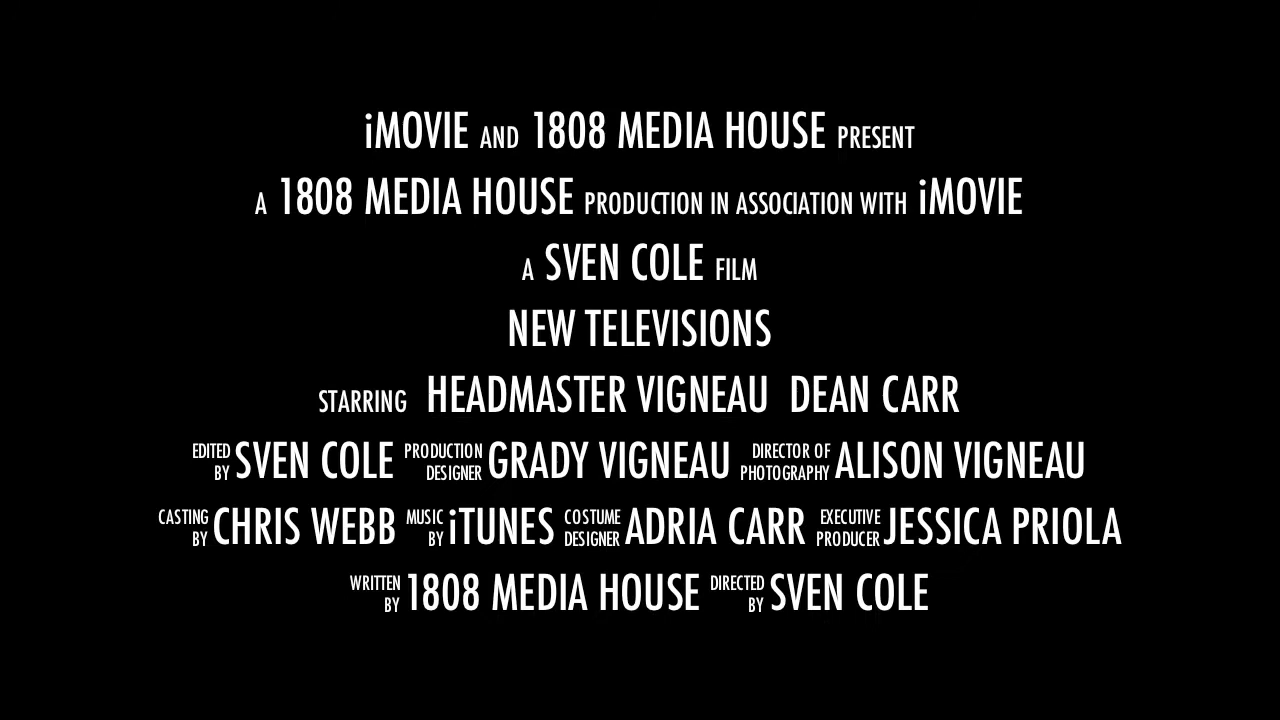 iMOVIE AND 1808 MEDIA HOUSE PRESENT
A 1808 MEDIA HOUSE PRODUCTION IN ASSOCIATION WITH iMOVIE
A SVEN COLE FILM
NEW TELEVISIONS
STARRING HEADMASTER VIGNEAU DEAN CARR
EDITED BY SVEN COLE PRODUCTION DESIGNER GRADY VIGNEAU DIRECTOR OF PHOTOGRAPHY ALISON VIGNEAU
CASTING BY CHRIS WEBB MUSIC BY iTUNES COSTUME DESIGNER ADRIA CARR EXECUTIVE PRODUCER JESSICA PRIOLA
WRITTEN BY 1808 MEDIA HOUSE DIRECTED BY SVEN COLE